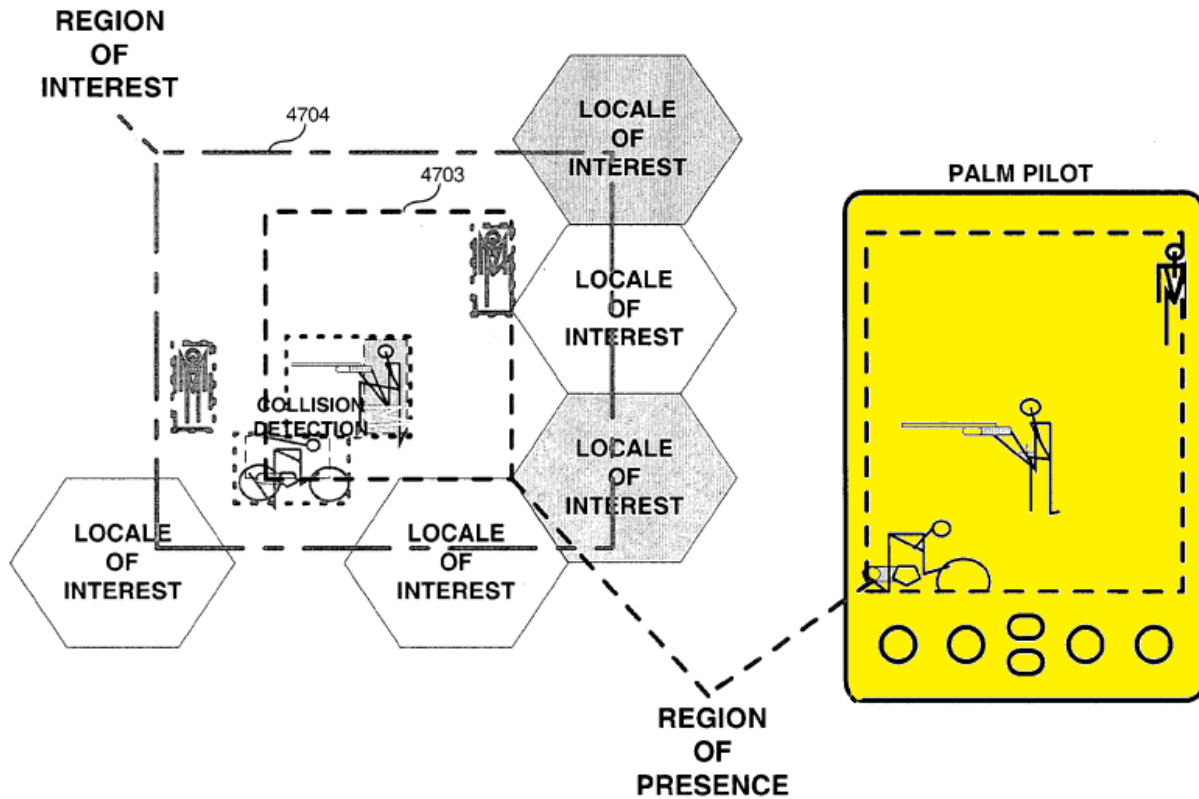 REGION
OF
INTEREST
4704
4703
LOCALE
OF
INTEREST
LOCALE
OF
INTEREST
LOCALE
OF
INTEREST
COLLISION
DETECTION
LOCALE
OF
INTEREST
LOCALE
OF
INTEREST
REGION
OF
PRESENCE
PALM PILOT